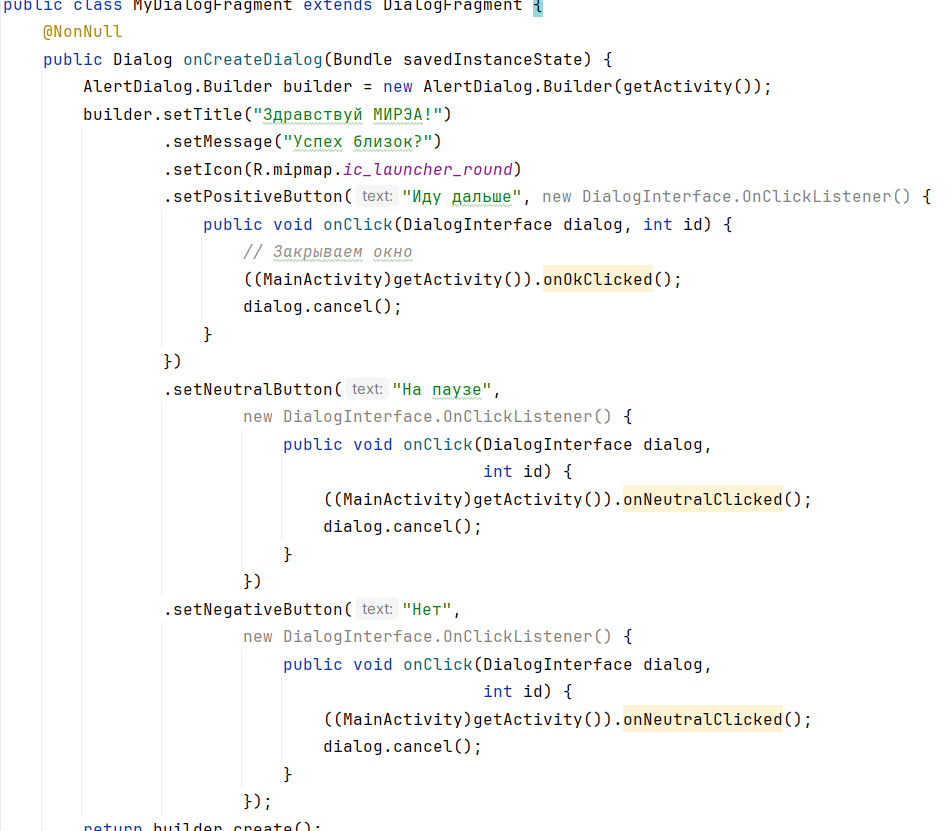 public class MyDialogFragment extends DialogFragment {
@NonNull
public Dialog onCreateDialog(Bundle savedInstanceState) {
AlertDialog.Builder builder = new AlertDialog.Builder(getActivity());
builder.setTitle("Здравствуй МИРЭА!")
.setMessage("Успех близок?")
.setIcon(R.mipmap.ic_launcher_round)
.setPositiveButton( text: "Иду дальше", new DialogInterface.OnClickListener() {
public void onClick(DialogInterface dialog, int id) {
// Закрываем окно
((MainActivity)getActivity()).onOkClicked();
dialog.cancel();
}
})
.setNeutralButton( text: "На паузе",
new DialogInterface.OnClickListener() {
public void onClick(DialogInterface dialog,
int id) {
((MainActivity)getActivity()).onNeutralClicked();
dialog.cancel();
}
})
.setNegativeButton( text: "Нет",
new DialogInterface.OnClickListener() {
public void onClick(DialogInterface dialog,
int id) {
((MainActivity)getActivity()).onNeutralClicked();
dialog.cancel();
}
});
return builder.create();